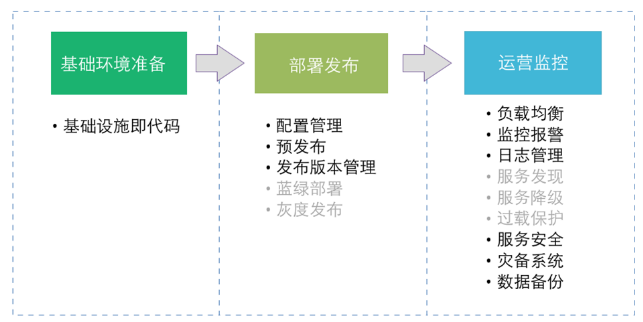 基础环境准备
• 基础设施即代码
部署发布
• 配置管理
• 预发布
• 发布版本管理
• 蓝绿部署
• 灰度发布
运营监控
• 负载均衡
• 监控报警
• 日志管理
• 服务发现
• 服务降级
• 过载保护
• 服务安全
• 灾备系统
• 数据备份